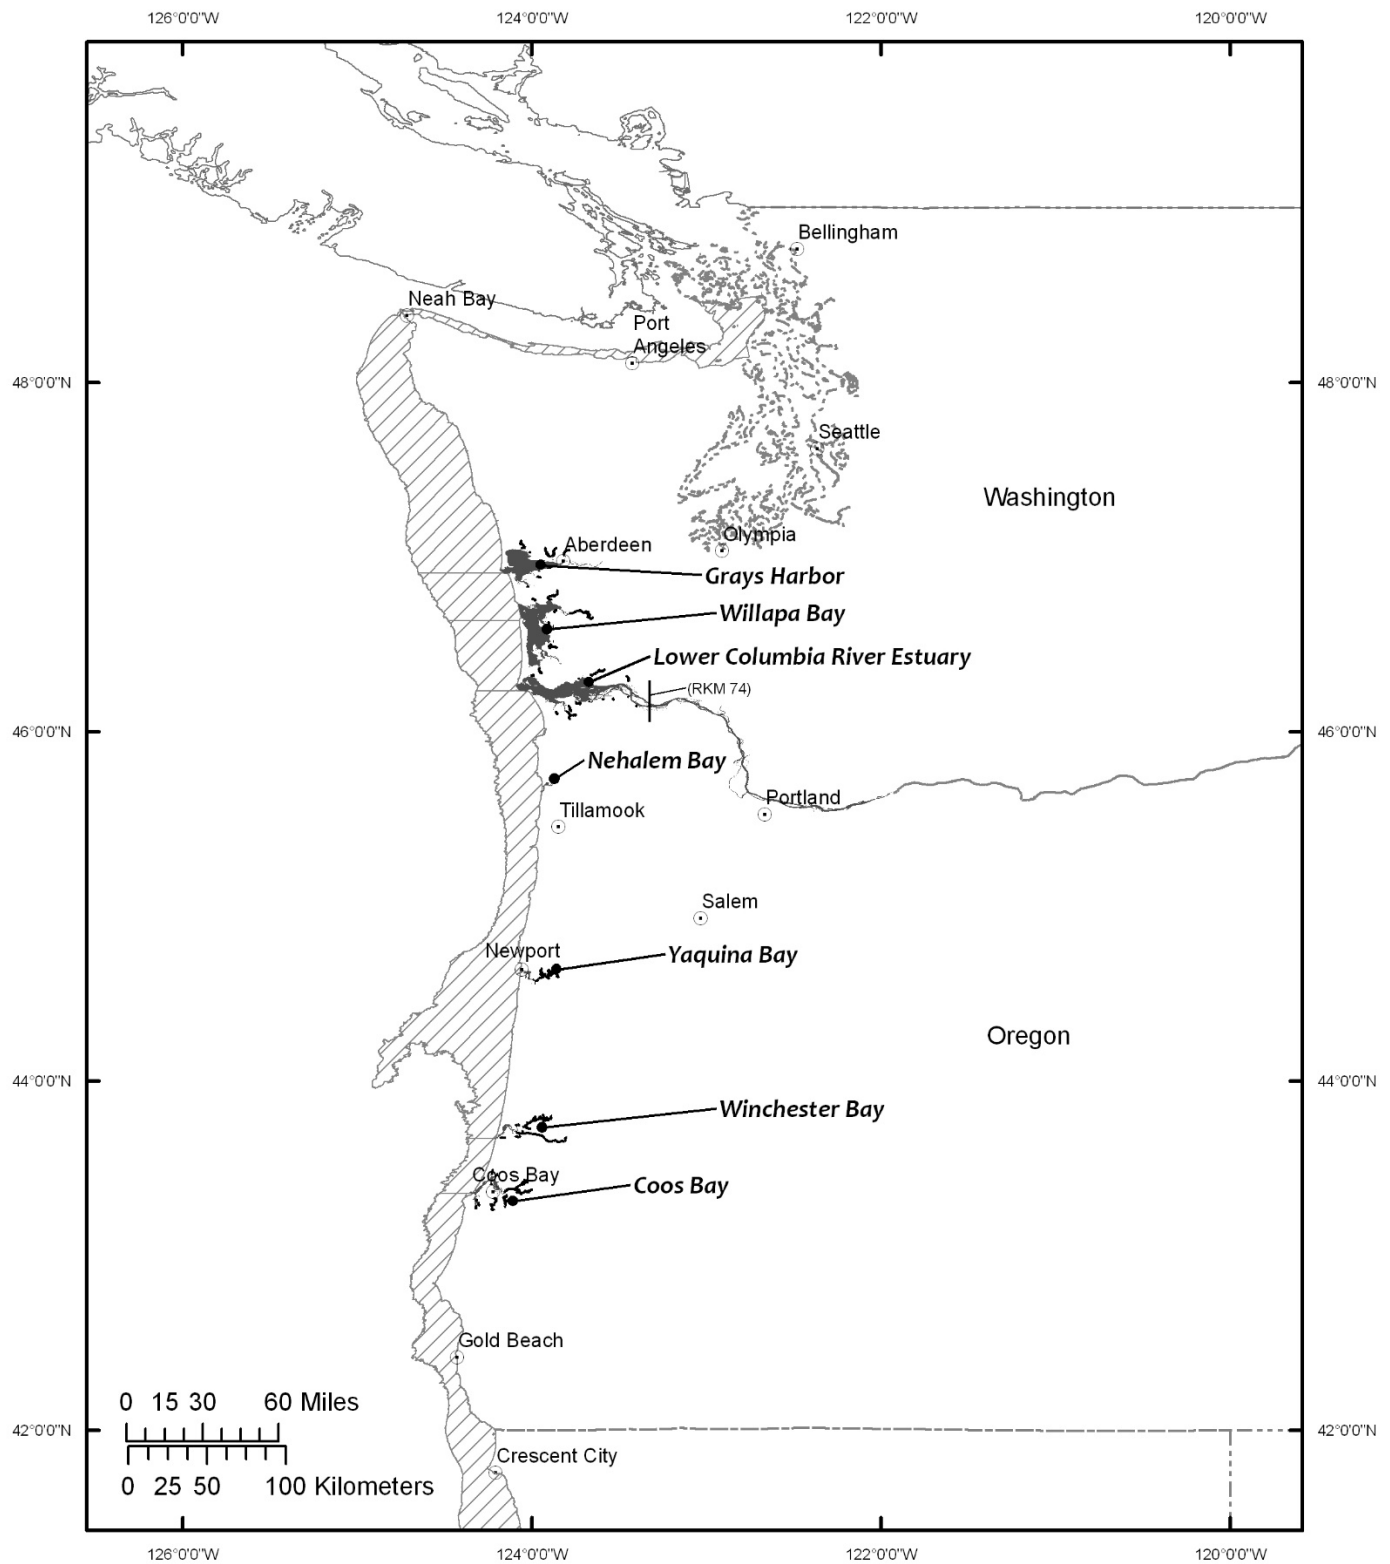 126°0'0"W 124°0'0"W 122°0'0"W 120°0'0"W
Bellingham
Neah Bay
Port
Angeles
48°0'0"N 48°0'0"N
Seattle
Washington
Olympia
Aberdeen
Grays Harbor
Willapa Bay
Lower Columbia River Estuary
(RKM 74)
46°0'0"N 46°0'0"N
Nehalem Bay
Portland
Tillamook
Salem
Newport
Yaquina Bay
Oregon
44°0'0"N 44°0'0"N
Winchester Bay
Coos Bay
Coos Bay
Gold Beach
0 15 30 60 Miles
42°0'0"N 42°0'0"N
Crescent City
0 25 50 100 Kilometers
126°0'0"W 124°0'0"W 122°0'0"W 120°0'0"W